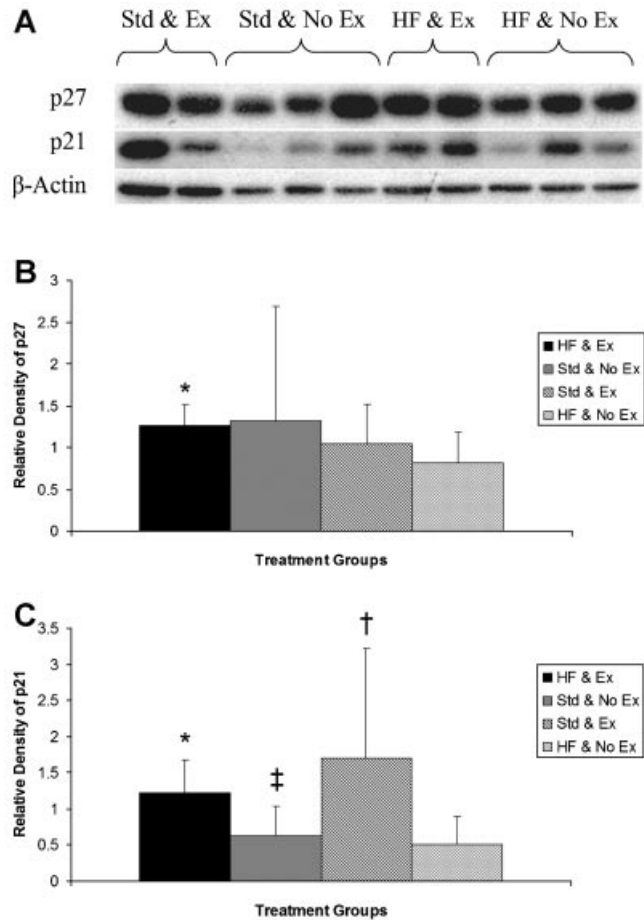 A
Std & Ex Std & No Ex HF & Ex HF & No Ex
p27
p21
β-Actin
B
Relative Density of p27
3
2.5
2
1.5
1
0.5
0
*
Treatment Groups
HF & Ex
Std & No Ex
Std & Ex
HF & No Ex
C
Relative Density of p21
3.5
3
2.5
2
1.5
1
0.5
0
*
‡
†
Treatment Groups
HF & Ex
Std & No Ex
Std & Ex
HF & No Ex